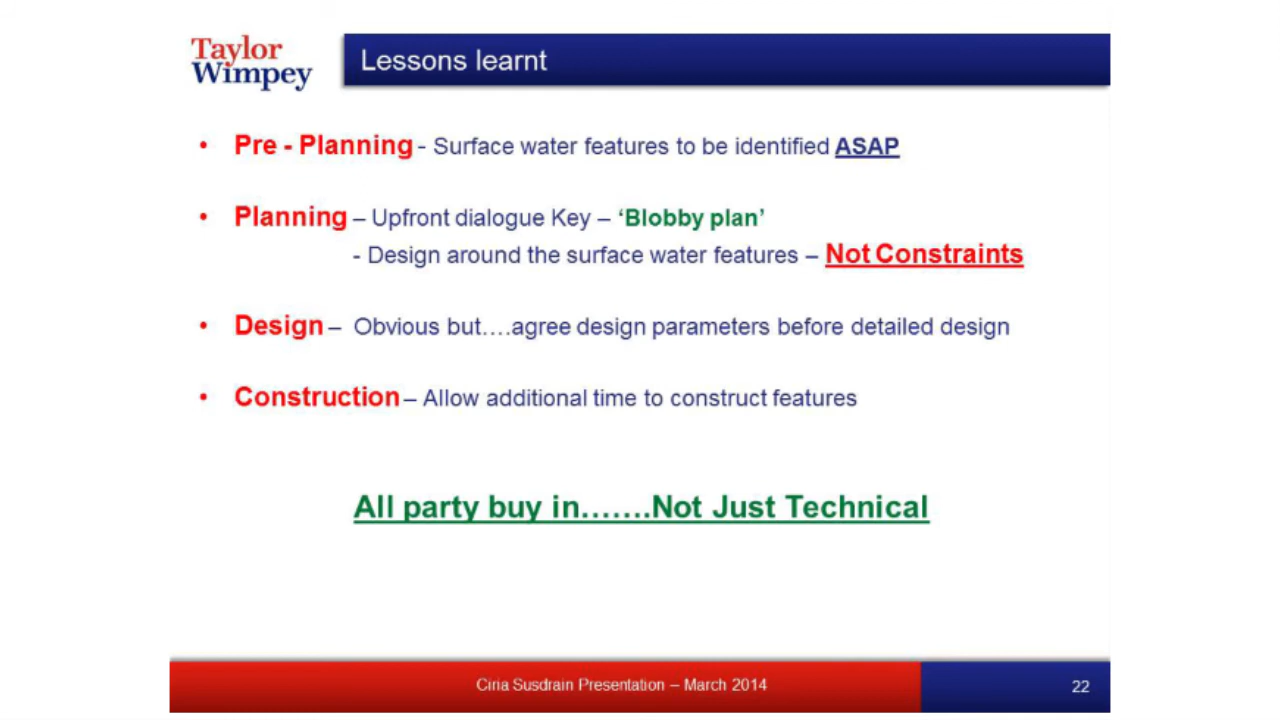 Taylor
Wimpey
Lessons learnt
• Pre - Planning - Surface water features to be identified ASAP
• Planning – Upfront dialogue Key – ‘Blobby plan’
- Design around the surface water features – Not Constraints
• Design – Obvious but….agree design parameters before detailed design
• Construction – Allow additional time to construct features
All party buy in…….Not Just Technical
Ciria Susdrain Presentation – March 2014
22